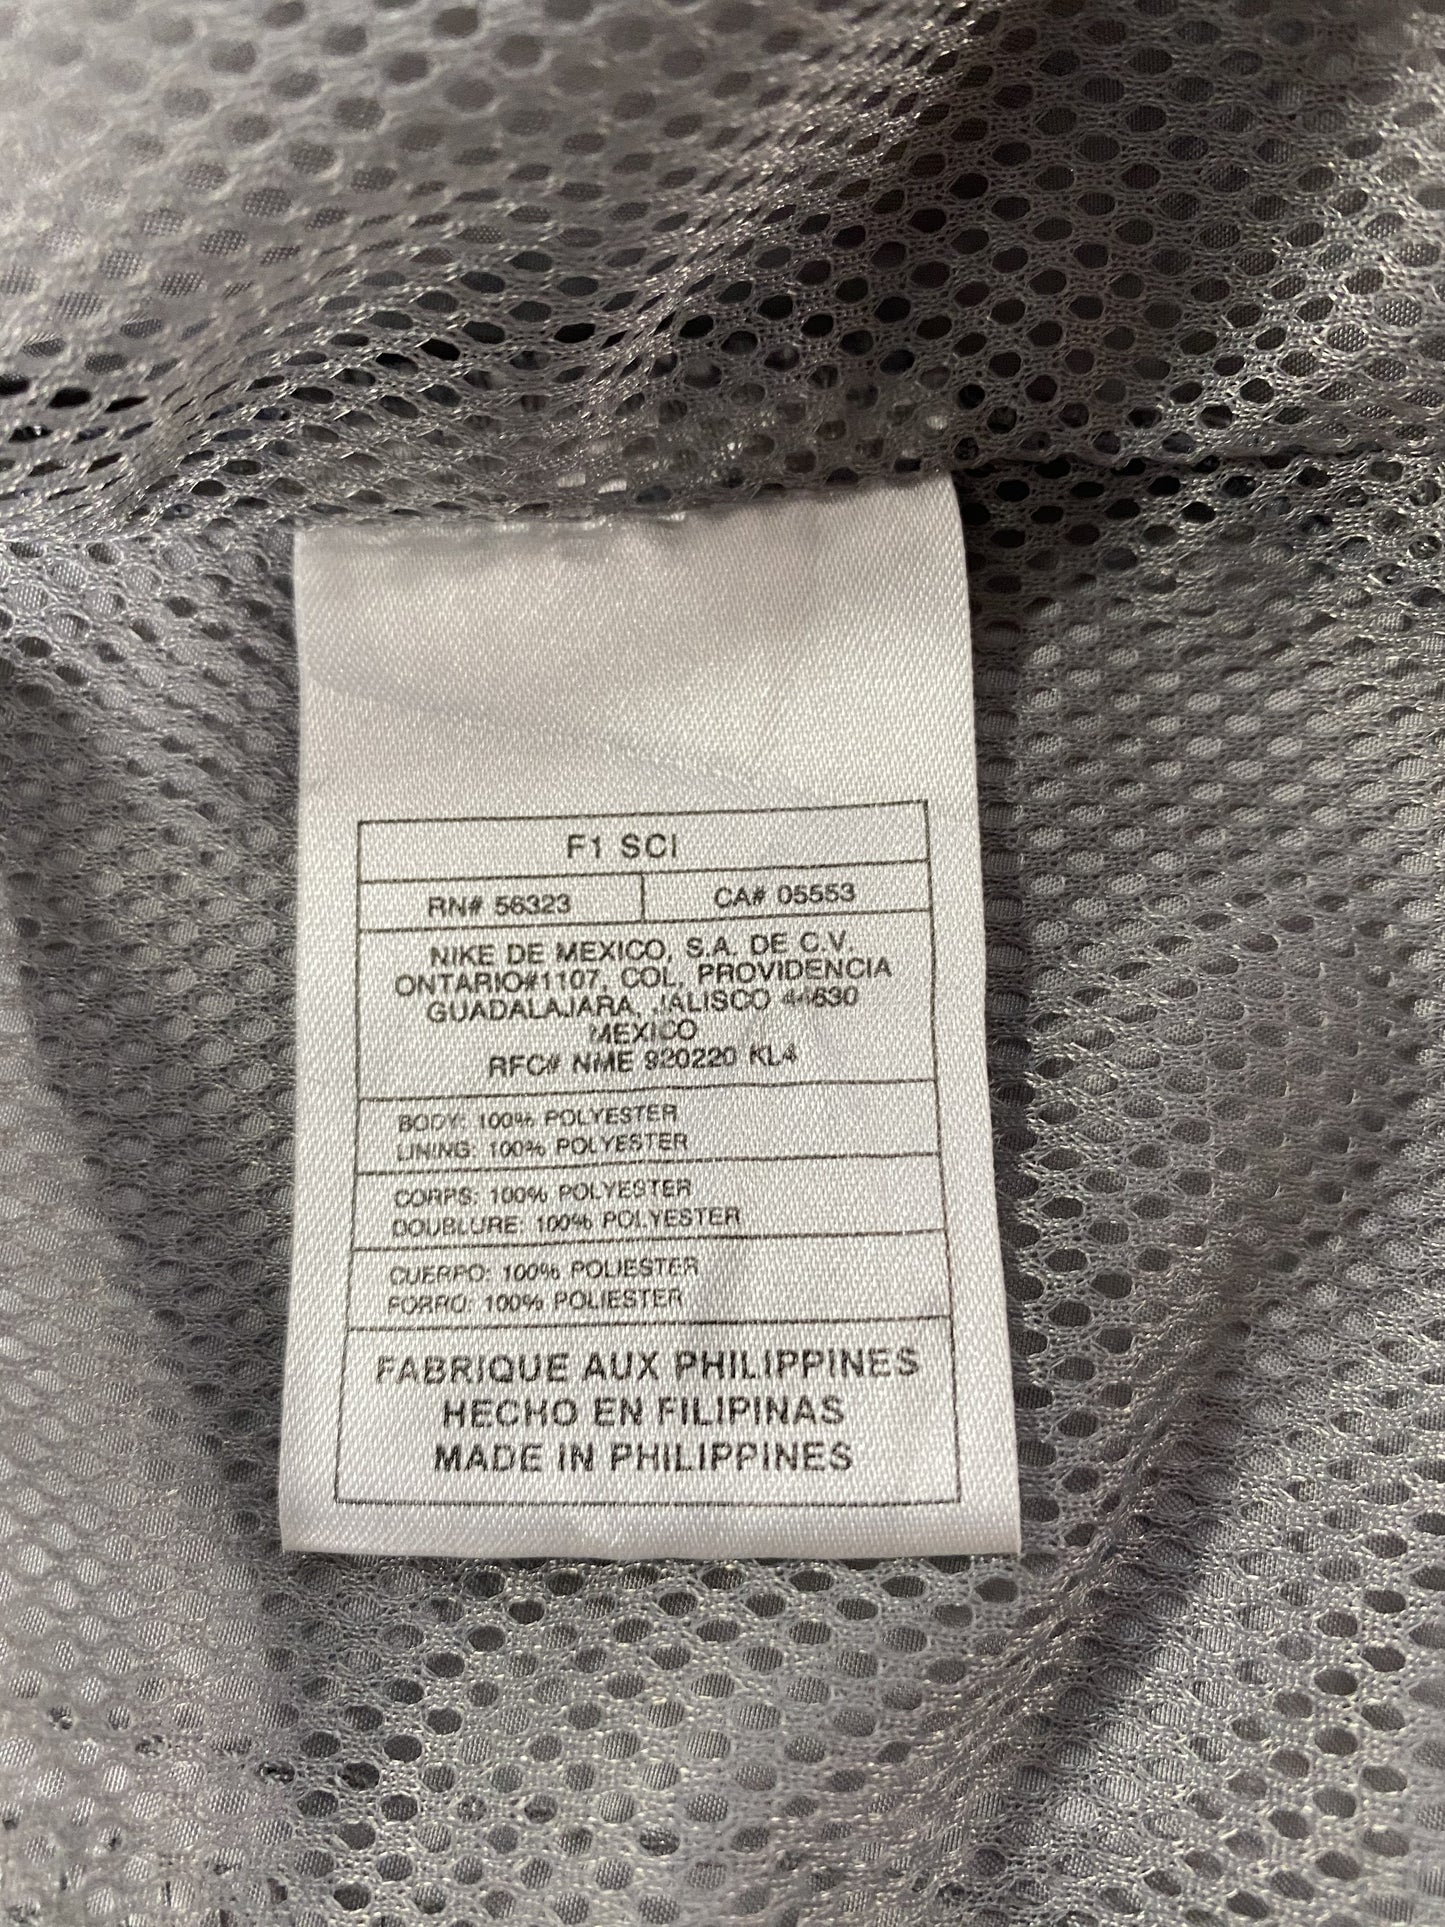 F1 SCI
RN# 56323 CA# 05553
NIKE DE MEXICO, S.A. DE C.V.
ONTARIO#1107, COL, PROVIDENCIA
GUADALAJARA, JALISCO 44630
MEXICO
RFC# NME 920220 KL4
BODY: 100% POLYESTER
LINING: 100% POLYESTER
CORPS: 100% POLYESTER
DOUBLURE: 100% POLYESTER
CUERPO: 100% POLIESTER
FORRO: 100% POLIESTER
FABRIQUE AUX PHILIPPINES
HECHO EN FILIPINAS
MADE IN PHILIPPINES